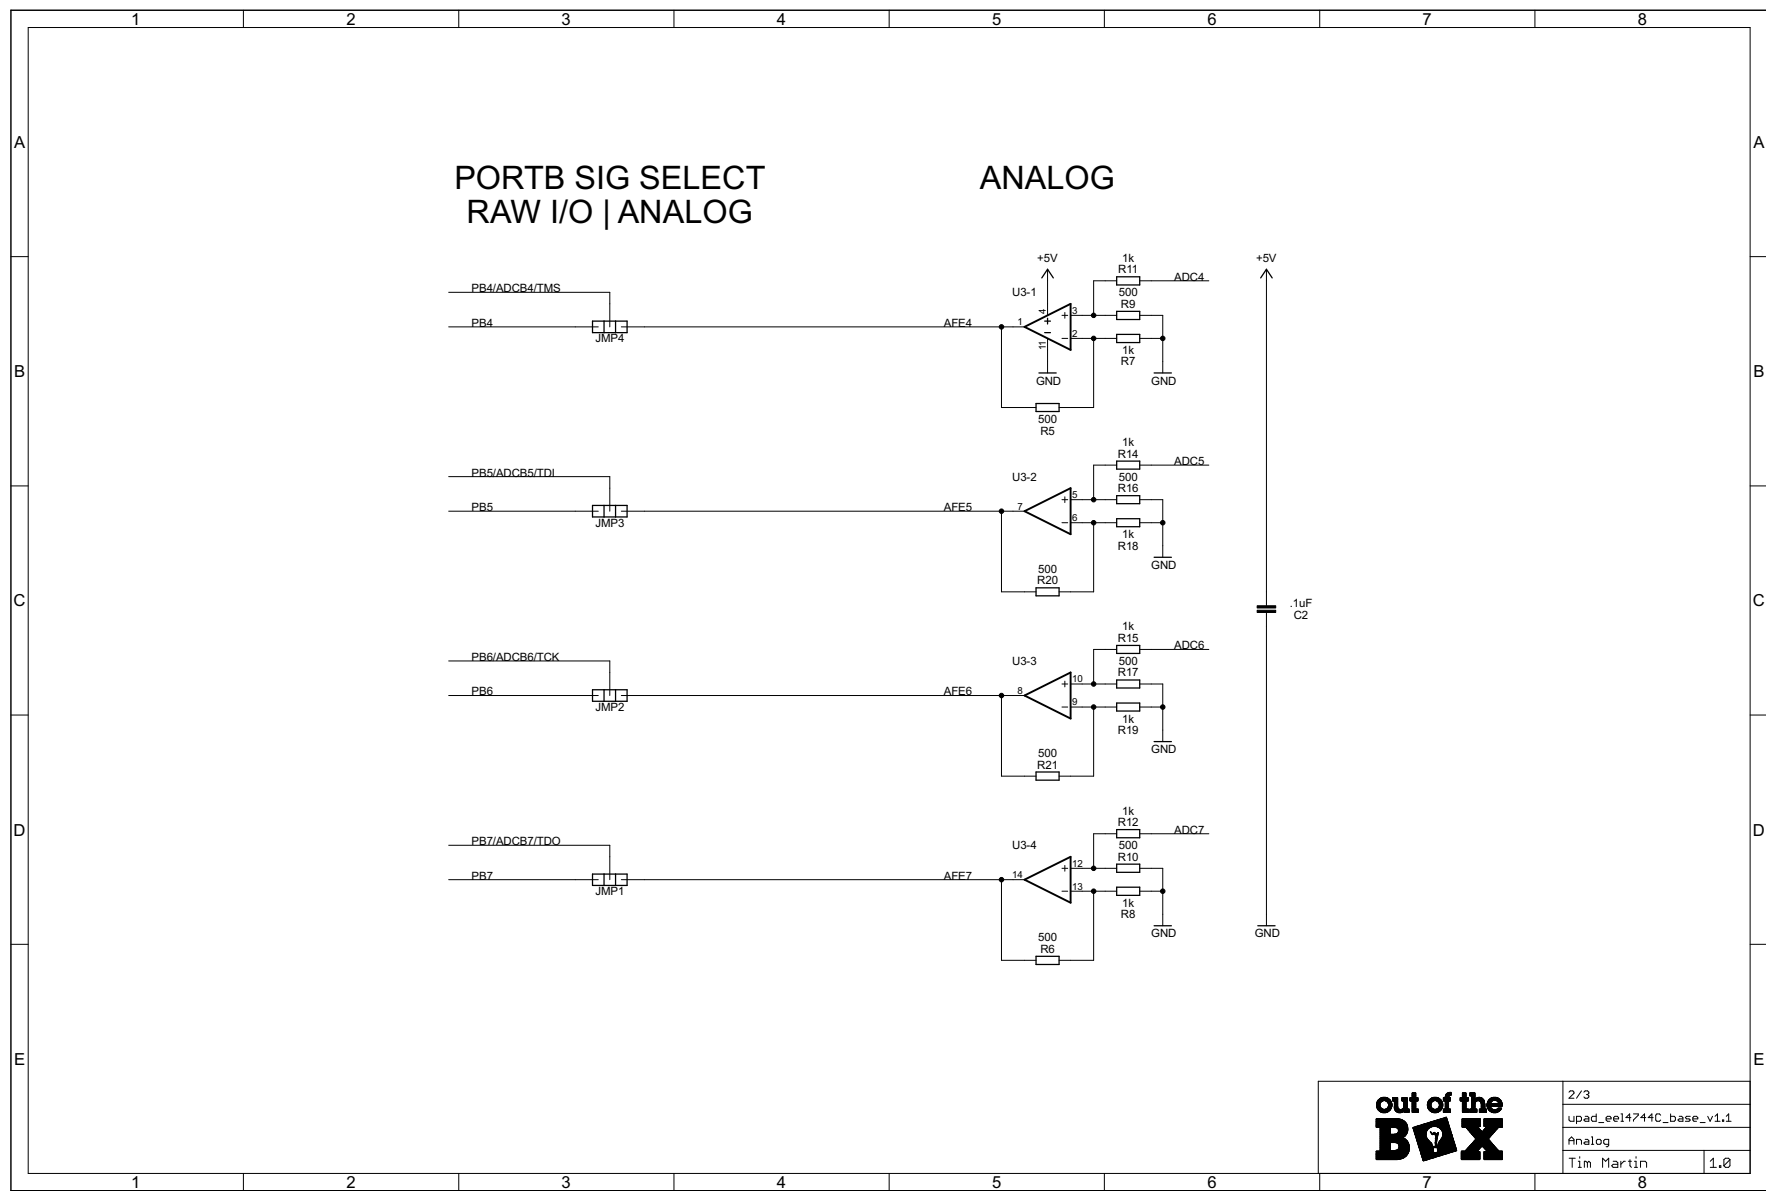 1 2 3 4 5 6 7 8
A A
PORTB SIG SELECT
RAW I/O | ANALOG
ANALOG
+5V
1k
R11
ADC4
+5V
PB4/ADCB4/TMS
U3-1
500
R9
PB4
JMP4
AFE4
1
4
+
-
11
3
+
2
-
1k
R7
GND
GND
B B
500
R5
1k
R14
ADC5
PB5/ADCB5/TDI
U3-2
500
R16
PB5
JMP3
AFE5
7
5
+
6
-
1k
R18
GND
500
R20
C C
.1uF
C2
1k
R15
ADC6
PB6/ADCB6/TCK
U3-3
500
R17
PB6
JMP2
AFE6
8
10
+
9
-
1k
R19
GND
500
R21
1k
R12
ADC7
D D
PB7/ADCB7/TDO
U3-4
500
R10
PB7
JMP1
AFE7
14
12
+
13
-
1k
R8
GND
GND
500
R6
E E
out of the
BOX
2/3
upad_eel4744C_base_v1.1
Analog
Tim Martin 1.0
1 2 3 4 5 6 7 8